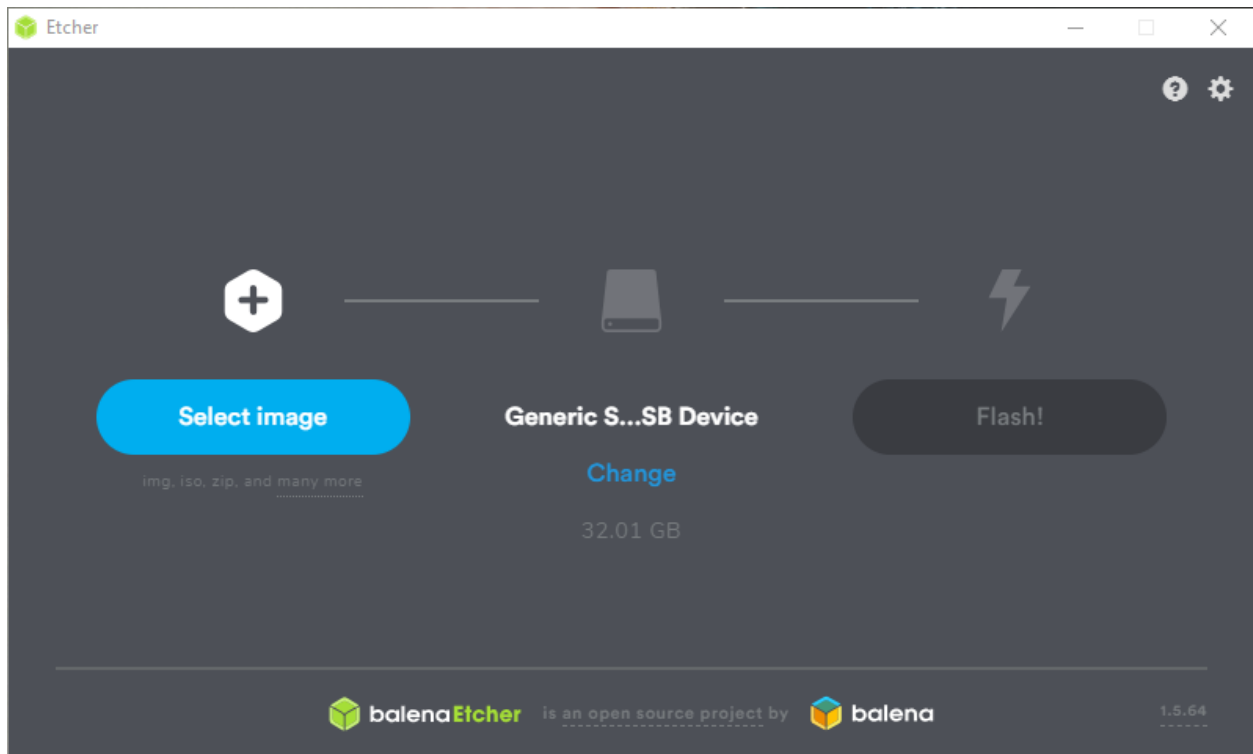 Etcher
Select image
Generic S...SB Device
Flash!
Change
img, iso, zip, and many more
32.01 GB
balenaEtcher is an open source project by balena
1.5.64